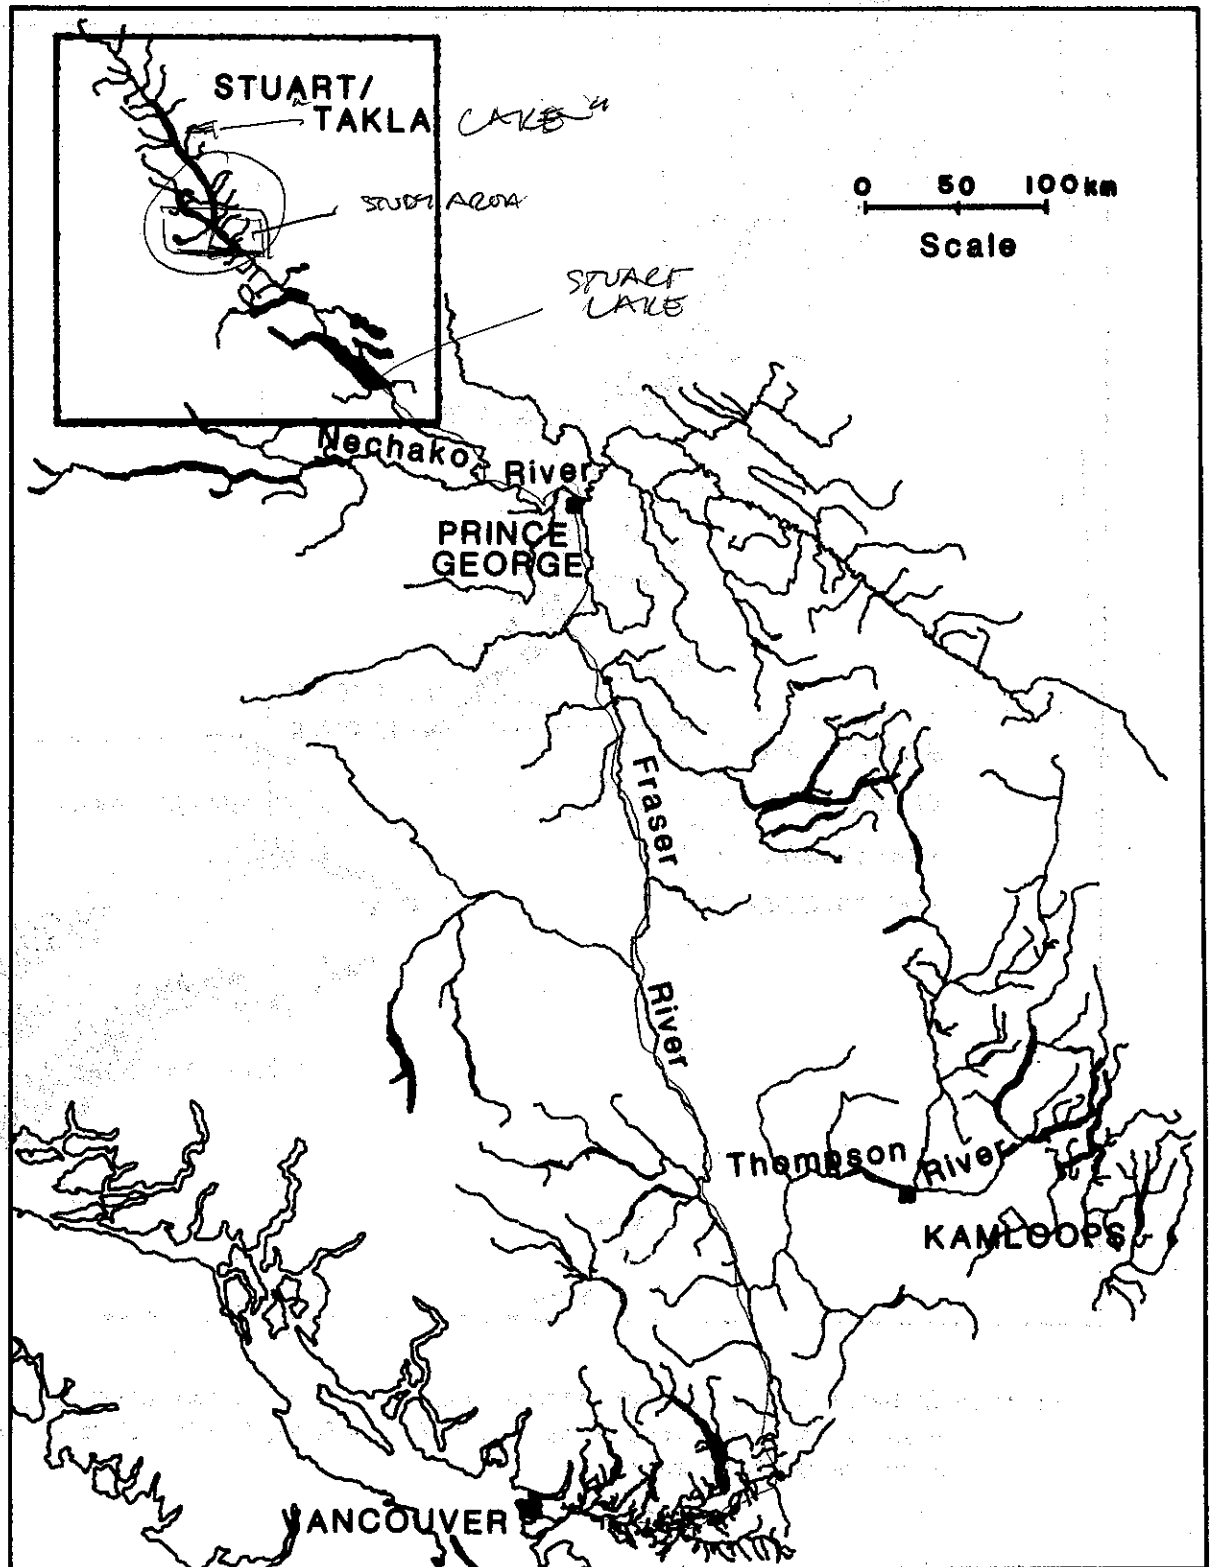 STUART/
"TAKLA LAKE"
0 50 100km
Scale
STUDY AREA
STUART
LAKE
Nechako River
PRINCE
GEORGE
Fraser
River
Thompson River
KAMLOOPS
VANCOUVER